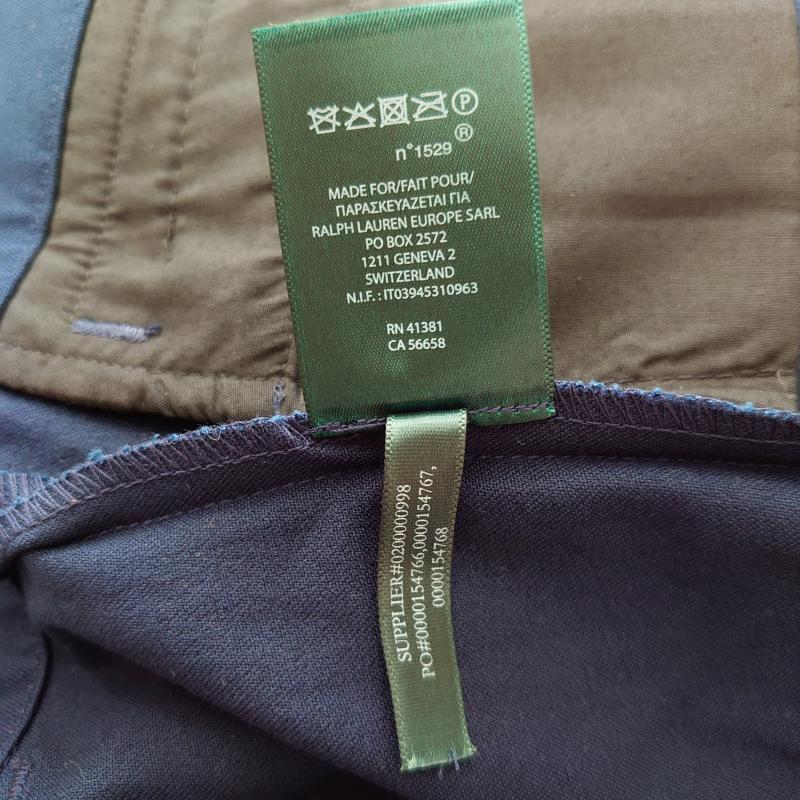 P
®
n°1529
MADE FOR/FAIT POUR/
ΠΑΡΑΣΚΕΥΑΖΕΤΑΙ ΓΙΑ
RALPH LAUREN EUROPE SARL
PO BOX 2572
1211 GENEVA 2
SWITZERLAND
N.I.F. : IT03945310963
RN 41381
CA 56658
SUPPLIER#0200000998
PO#0000154766,0000154767,
0000154768